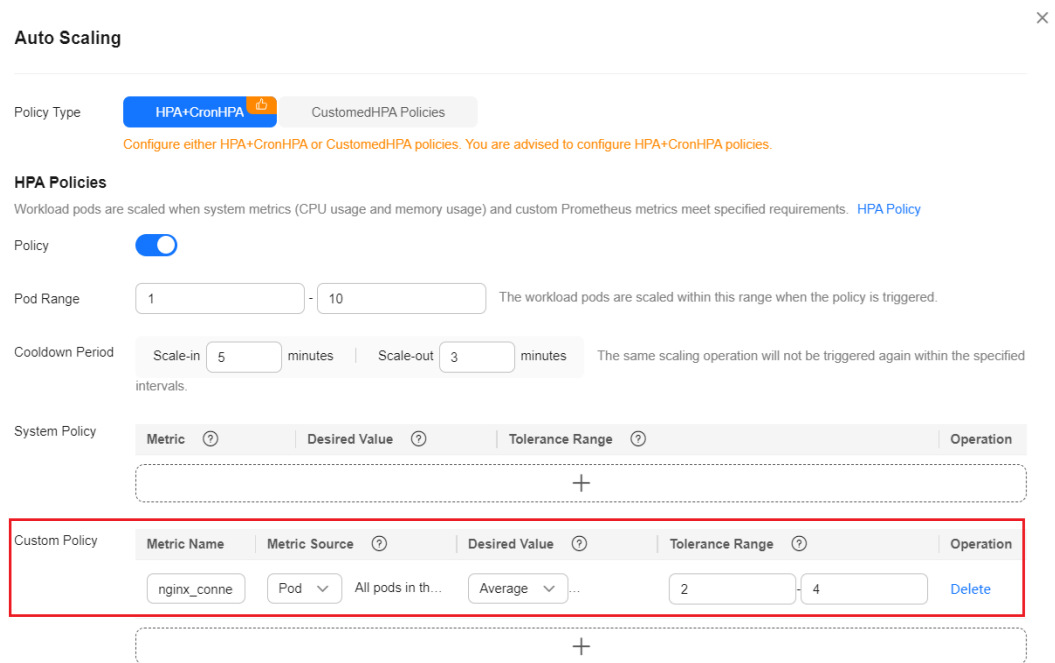 Auto Scaling
Policy Type HPA+CronHPA CustomedHPA Policies
Configure either HPA+CronHPA or CustomedHPA policies. You are advised to configure HPA+CronHPA policies.
HPA Policies
Workload pods are scaled when system metrics (CPU usage and memory usage) and custom Prometheus metrics meet specified requirements. HPA Policy
Policy
Pod Range 1 - 10 The workload pods are scaled within this range when the policy is triggered.
Cooldown Period Scale-in 5 minutes | Scale-out 3 minutes The same scaling operation will not be triggered again within the specified
intervals.
System Policy Metric ? Desired Value ? Tolerance Range ? Operation
+
Custom Policy Metric Name Metric Source ? Desired Value ? Tolerance Range ? Operation
nginx_conne Pod All pods in th... Average ... 2 - 4 Delete
+